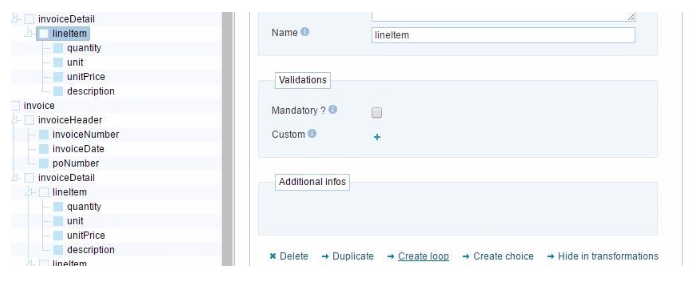 invoiceDetail
lineItem
quantity
unit
unitPrice
description
invoice
invoiceHeader
invoiceNumber
invoiceDate
poNumber
invoiceDetail
lineItem
quantity
unit
unitPrice
description
lineItem
Name
lineItem
Validations
Mandatory ?
Custom
+
Additional infos
Delete Duplicate Create loop Create choice Hide in transformations